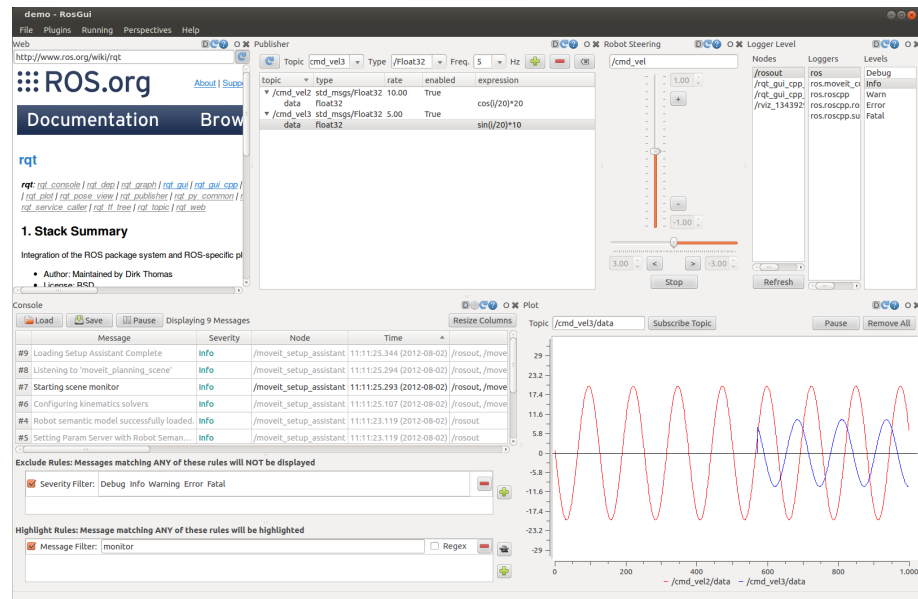 demo - RosGui
File Plugins Running Perspectives Help
Web
http://www.ros.org/wiki/rqt
ROS.org
About | Supp
Documentation Brow
rqt
rqt: rqt_console | rqt_dep | rqt_graph | rqt_gui | rqt_gui_cpp |
| rqt_plot | rqt_pose_view | rqt_publisher | rqt_py_common |
rqt_service_caller | rqt_tf_tree | rqt_topic | rqt_web
1. Stack Summary
Integration of the ROS package system and ROS-specific pl
Author: Maintained by Dirk Thomas
License: BSD
Publisher
Topic cmd_vel3 Type /Float32 Freq. 5 Hz
topic type rate enabled expression
/cmd_vel2 std_msgs/Float32 10.00 True
data float32 cos(i/20)*20
/cmd_vel3 std_msgs/Float32 5.00 True
data float32 sin(i/20)*10
Robot Steering
/cmd_vel
1.00
+
-
-1.00
3.00 < > -3.00
Stop
Logger Level
Nodes Loggers Levels
/rosout ros Debug
/rqt_gui_cpp_ ros.moveit_co Info
/rqt_gui_cpp_ ros.roscpp Warn
/rviz_134392 ros.roscpp.ro Error
ros.roscpp.su Fatal
Refresh
Console
Load Save Pause Displaying 9 Messages Resize Columns
Message Severity Node Time
#9 Loading Setup Assistant Complete Info /moveit_setup_assistant 11:11:25.344 (2012-08-02) /rosout, /move
#8 Listening to 'moveit_planning_scene' Info /moveit_setup_assistant 11:11:25.294 (2012-08-02) /rosout, /move
#7 Starting scene monitor Info /moveit_setup_assistant 11:11:25.293 (2012-08-02) /rosout, /move
#6 Configuring kinematics solvers Info /moveit_setup_assistant 11:11:25.107 (2012-08-02) /rosout, /move
#4 Robot semantic model successfully loaded. Info /moveit_setup_assistant 11:11:23.119 (2012-08-02) /rosout
#5 Setting Param Server with Robot Seman... Info /moveit_setup_assistant 11:11:23.119 (2012-08-02) /rosout
Exclude Rules: Messages matching ANY of these rules will NOT be displayed
Severity Filter: Debug Info Warning Error Fatal
Highlight Rules: Message matching ANY of these rules will be highlighted
Message Filter: monitor Regex
Plot
Topic /cmd_vel3/data Subscribe Topic Pause Remove All
29
23.2
17.4
11.6
5.8
0
-5.8
-11.6
-17.4
-23.2
-29
0 200 400 600 800 1.000
/cmd_vel2/data /cmd_vel3/data